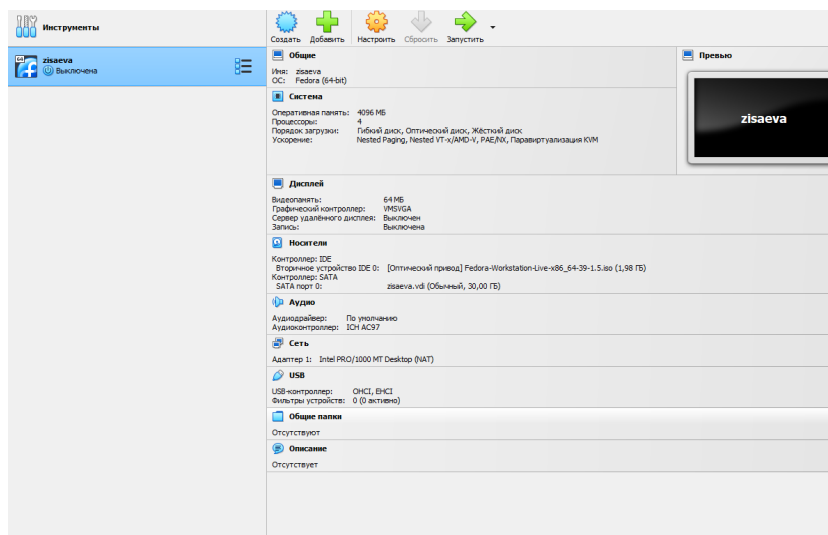 Инструменты
Создать Добавить Настроить Сбросить Запустить
64
zisaeva
Выключена
Общие
Имя: zisaeva
ОС: Fedora (64-bit)
Превью
zisaeva
Система
Оперативная память: 4096 МБ
Процессоры: 4
Порядок загрузки: Гибкий диск, Оптический диск, Жёсткий диск
Ускорение: Nested Paging, Nested VT-x/AMD-V, PAE/NX, Паравиртуализация KVM
Дисплей
Видеопамять: 64 МБ
Графический контроллер: VMSVGA
Сервер удалённого дисплея: Выключен
Запись: Выключена
Носители
Контроллер: IDE
Вторичное устройство IDE 0: [Оптический привод] Fedora-Workstation-Live-x86_64-39-1.5.iso (1,98 ГБ)
Контроллер: SATA
SATA порт 0: zisaeva.vdi (Обычный, 30,00 ГБ)
Аудио
Аудиодрайвер: По умолчанию
Аудиоконтроллер: ICH AC97
Сеть
Адаптер 1: Intel PRO/1000 MT Desktop (NAT)
USB
USB-контроллер: OHCI, EHCI
Фильтры устройств: 0 (0 активно)
Общие папки
Отсутствуют
Описание
Отсутствует